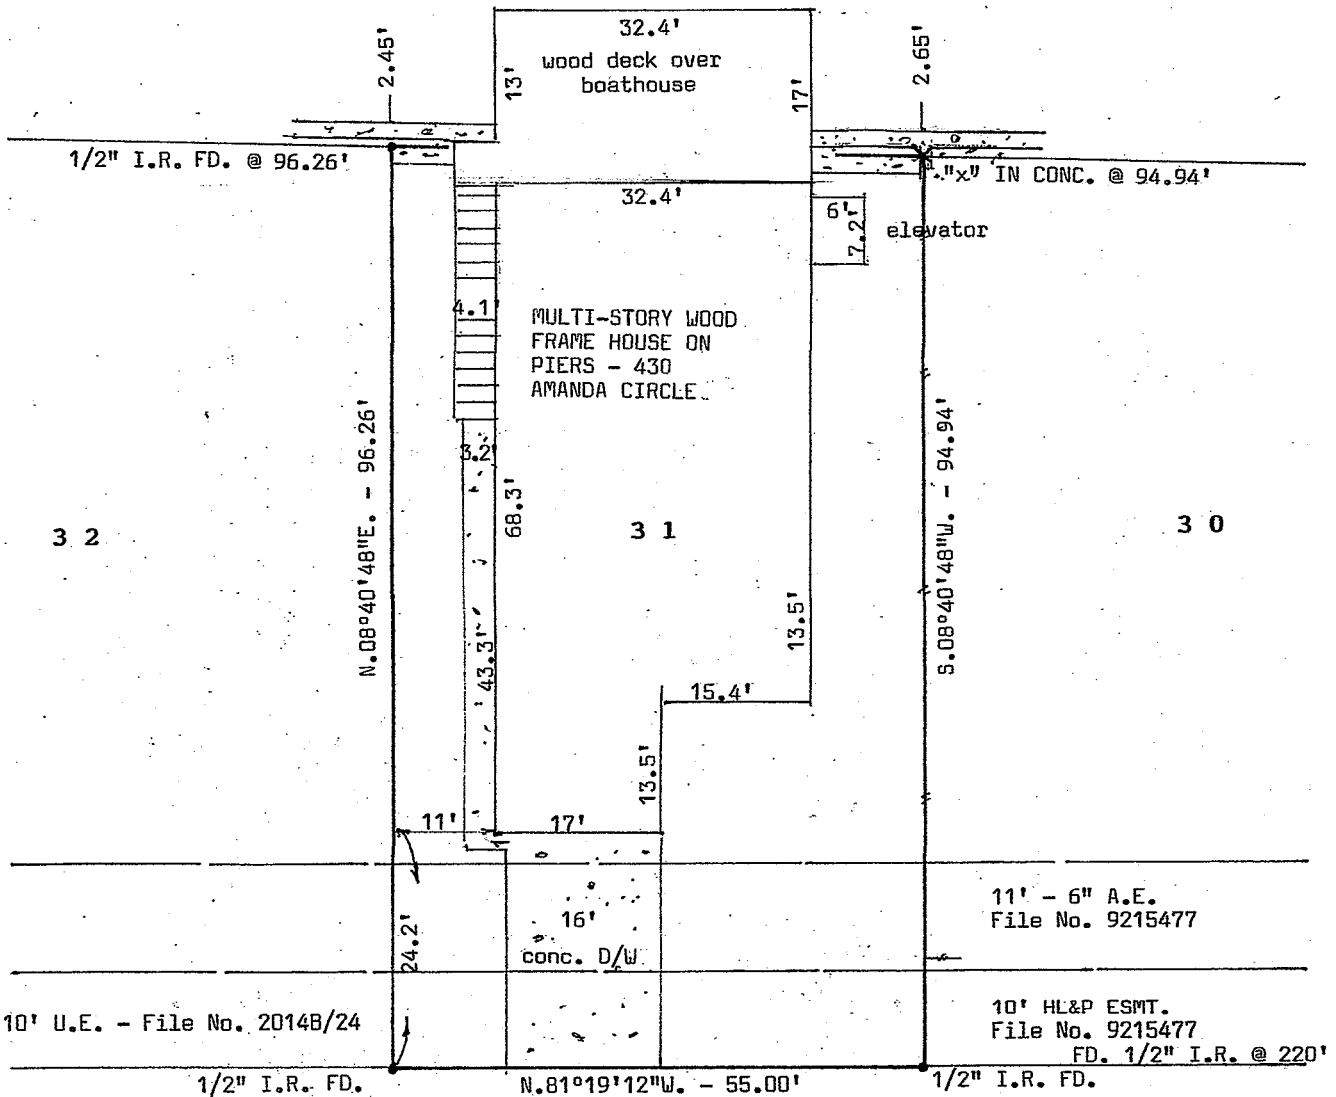 32.4'
wood deck over
boathouse
2.45'
13'
17'
2.65'
1/2" I.R. FD. @ 96.26'
"x" IN CONC. @ 94.94'
32.4'
6'
7.2'
elevator
4.1'
MULTI-STORY WOOD
FRAME HOUSE ON
PIERS - 430
AMANDA CIRCLE
N.08°40'48"E. - 96.26'
3.2'
68.3'
43.3'
S.08°40'48"W. - 94.94'
3 2
3 1
3 0
13.5'
15.4'
13.5'
11'
17'
24.2'
16'
conc. D/W
11' - 6" A.E.
File No. 9215477
10' U.E. - File No. 2014B/24
10' HL&P ESMT.
File No. 9215477
FD. 1/2" I.R. @ 220'
1/2" I.R. FD.
N.81°19'12"W. - 55.00'
1/2" I.R. FD.